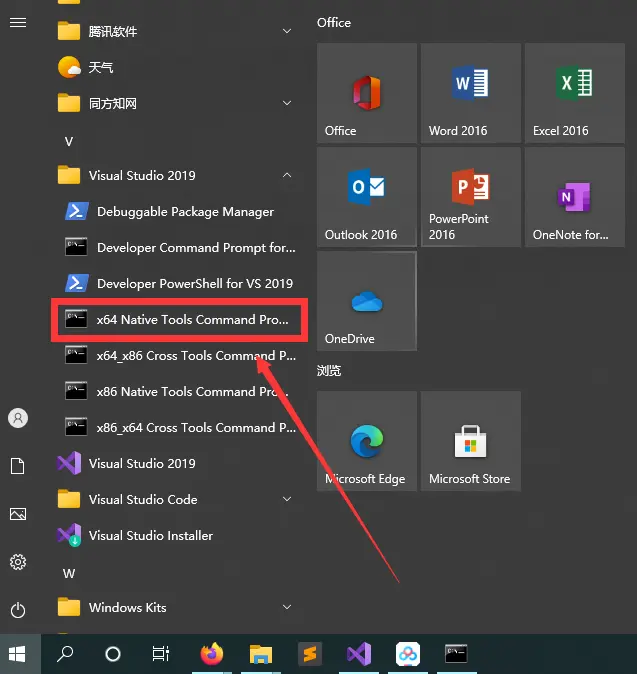 腾讯软件
天气
同方知网
V
Visual Studio 2019
Debuggable Package Manager
Developer Command Prompt for...
Developer PowerShell for VS 2019
x64 Native Tools Command Pro...
x64_x86 Cross Tools Command P...
x86 Native Tools Command Pro...
x86_x64 Cross Tools Command P...
Visual Studio 2019
Visual Studio Code
Visual Studio Installer
W
Windows Kits
Office
Office
Word 2016
Excel 2016
Outlook 2016
PowerPoint
2016
OneNote for...
OneDrive
浏览
Microsoft Edge
Microsoft Store